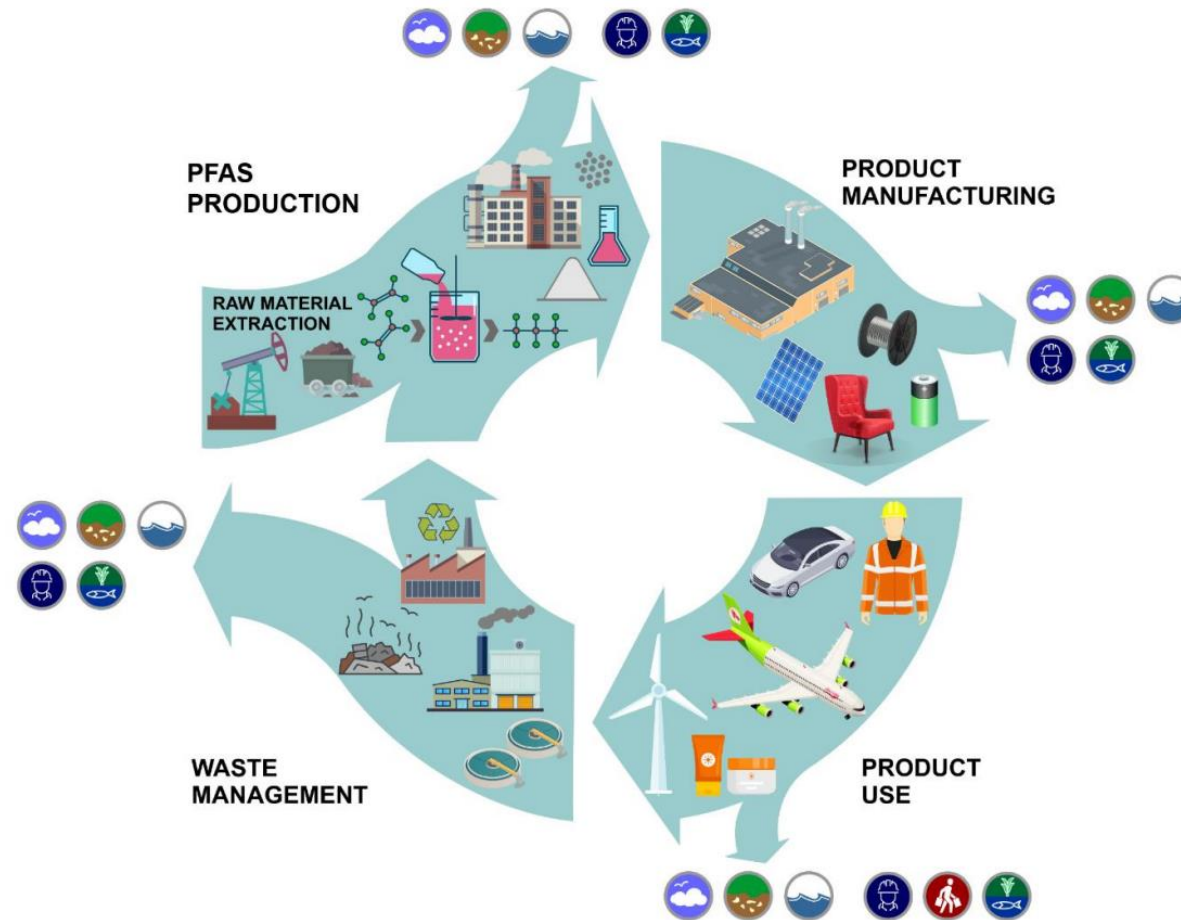 PFAS
PRODUCTION
PRODUCT
MANUFACTURING
RAW MATERIAL
EXTRACTION
WASTE
MANAGEMENT
PRODUCT
USE